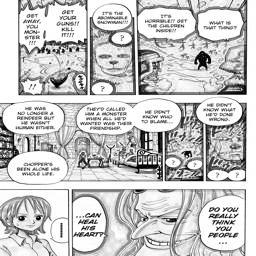 WHAT IS
THAT
THING?
IT'S
HORRIBLE!! GET
THE CHILDREN
INSIDE!!
IT'S THE
ABOMINABLE
SNOWMAN!!
?
GET
YOUR
GUNS!!
KILL
IT!!!
GET
AWAY,
YOU
MON-
STER
!!!
?
HE DIDN'T
KNOW WHAT
HE'D DONE
WRONG.
?
?
HE DIDN'T
KNOW WHO
TO BLAME...
THEY'D CALLED
HIM A MONSTER
WHEN ALL HE'D
WANTED WAS THEIR
FRIENDSHIP.
HE WAS
NO LONGER A
REINDEER BUT
HE WASN'T
HUMAN EITHER.
CHOPPER'S
BEEN ALONE HIS
WHOLE LIFE.
DO YOU
REALLY
THINK
YOU
PEOPLE
...
...CAN
HEAL
HIS
HEART?
!